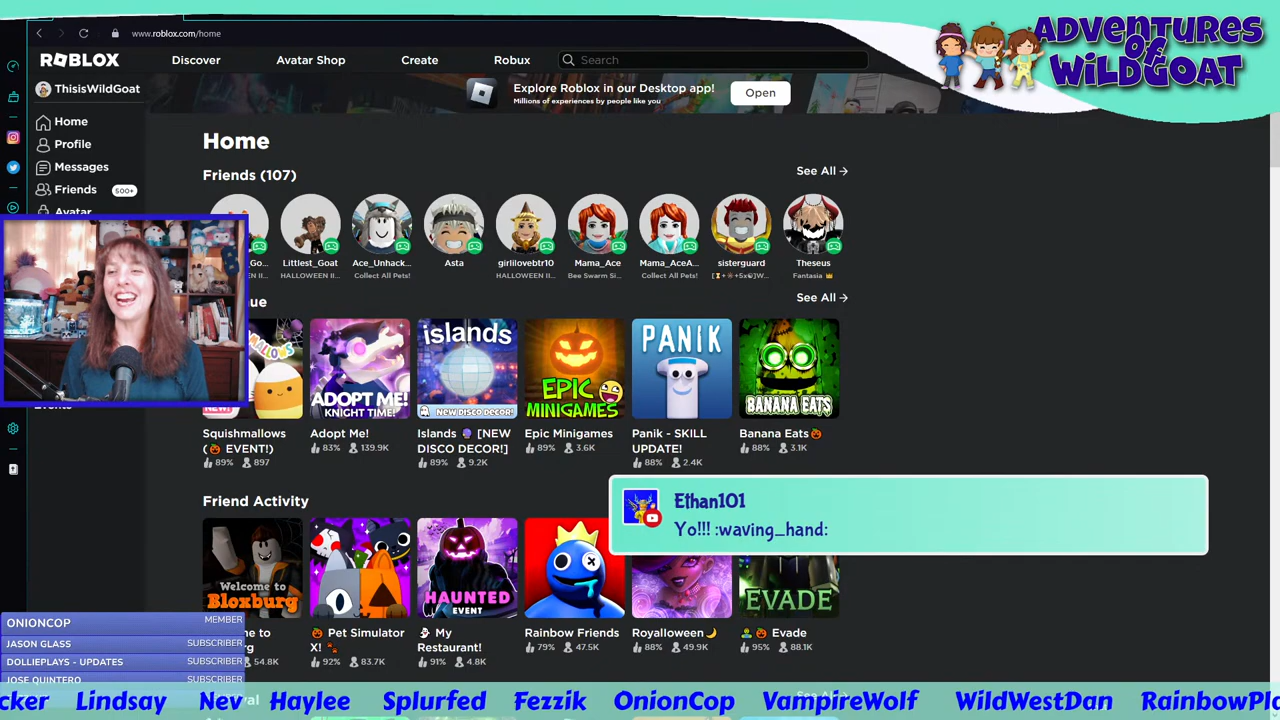 www.roblox.com/home
ADVENTURES
OF
WILDGOAT
ROBLOX
Discover
Avatar Shop
Create
Robux
Search
ThisisWildGoat
Explore Roblox in our Desktop app!
Millions of experiences by people like you
Open
Home
Profile
Messages
Friends
500+
Avatar
Home
Friends (107)
See All →
Littlest_Goat
Ace_Unhack...
Asta
girlilovebtr10
Mama_Ace
Mama_AceA...
sisterguard
Theseus
HALLOWEEN II...
Collect All Pets!
HALLOWEEN II...
Bee Swarm Si...
Collect All Pets!
Fantasia
See All →
ADOPT ME!
KNIGHT TIME!
islands
NEW DISCO DECOR!
EPIC
MINIGAMES
PANIK
BANANA EATS
NEW!
Squishmallows
(🎃 EVENT!)
89% 897
Adopt Me!
83% 139.9K
Islands 🔮 [NEW
DISCO DECOR!]
89% 9.2K
Epic Minigames
89% 3.6K
Panik - SKILL
UPDATE!
88% 2.4K
Banana Eats🎃
88% 3.1K
Ethan101
Yo!!! :waving_hand:
Friend Activity
Welcome to
Bloxburg
HAUNTED
EVENT
EVADE
54.8K
🎃 Pet Simulator
X!
92% 83.7K
👻 My
Restaurant!
91% 4.8K
Rainbow Friends
79% 47.5K
Royalloween🌙
88% 49.9K
🎃 Evade
95% 88.1K
ONIONCOP MEMBER
JASON GLASS SUBSCRIBER
DOLLIEPLAYS - UPDATES SUBSCRIBER
JOSE QUINTERO SUBSCRIBER
Lindsay Nev Haylee Splurfed Fezzik OnionCop VampireWolf WildWestDan